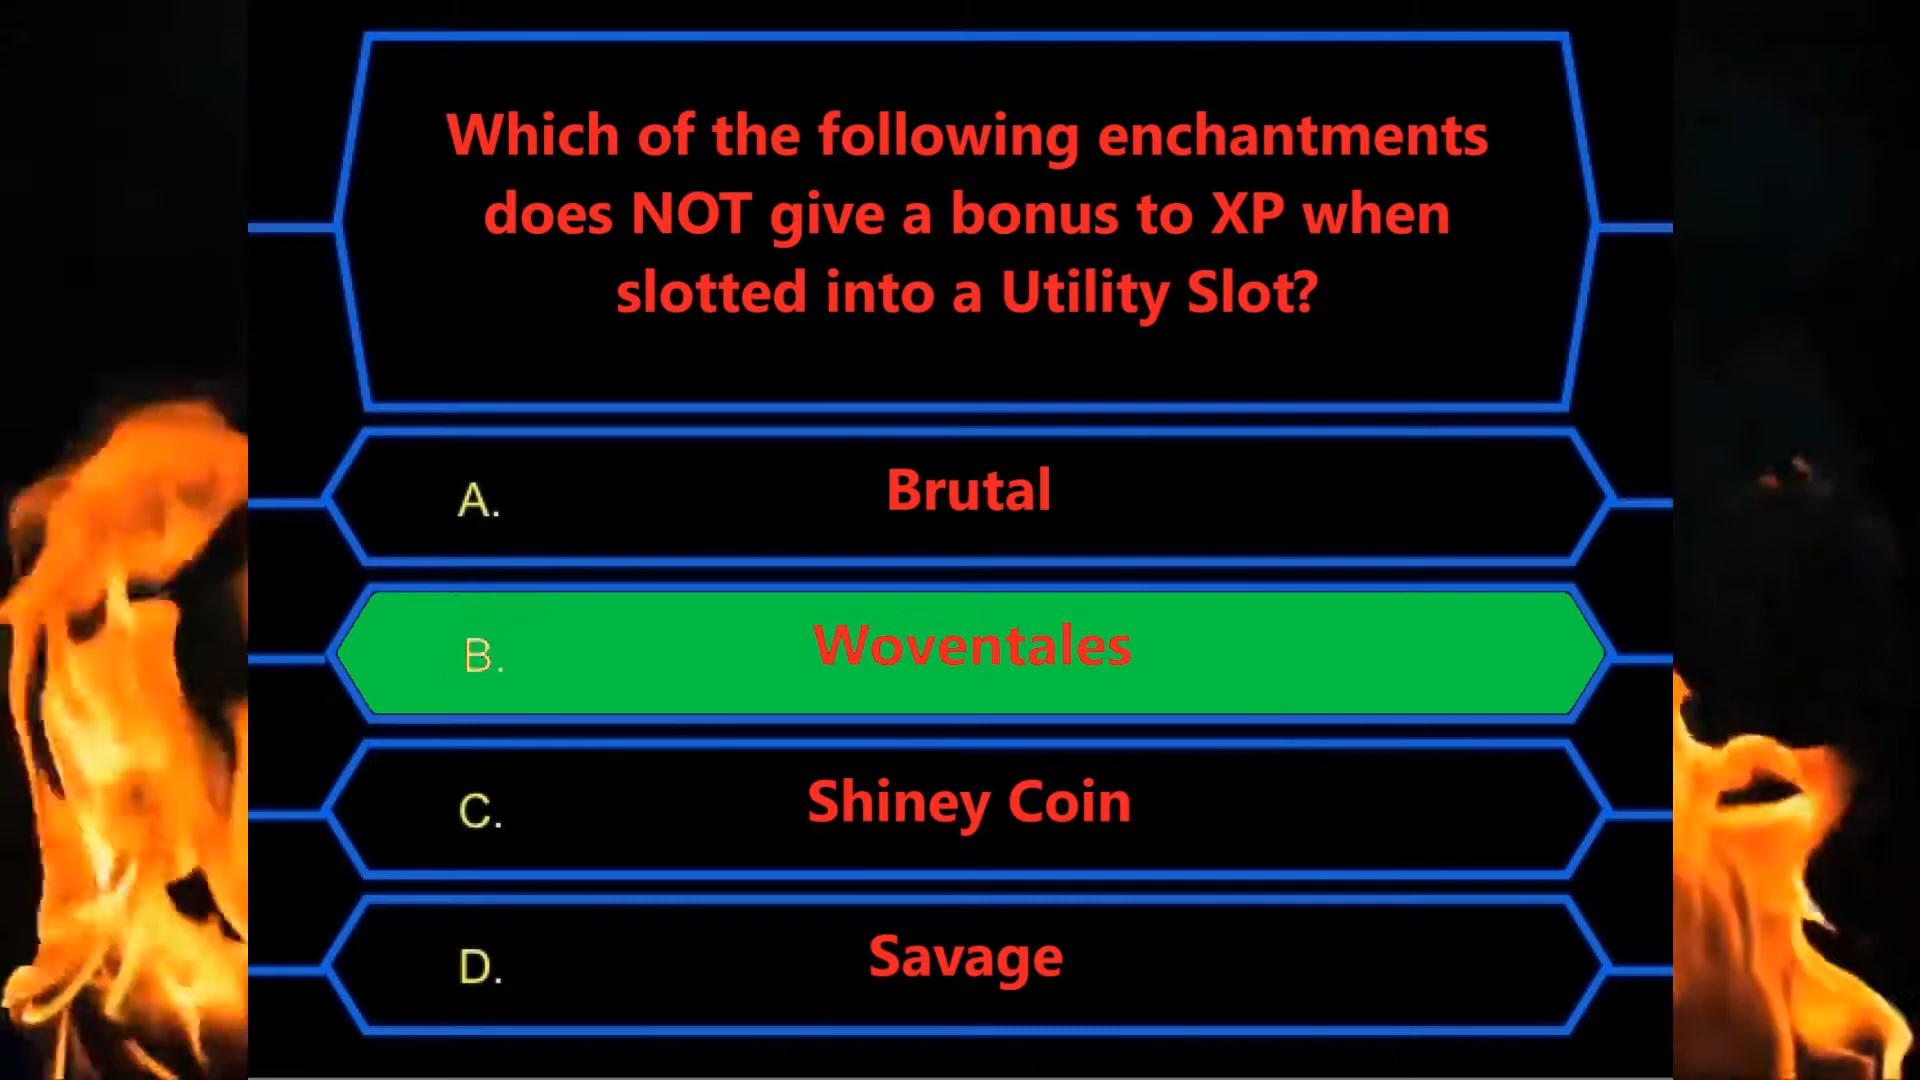 Which of the following enchantments
does NOT give a bonus to XP when
slotted into a Utility Slot?
A. Brutal
B. Woventales
C. Shiney Coin
D. Savage